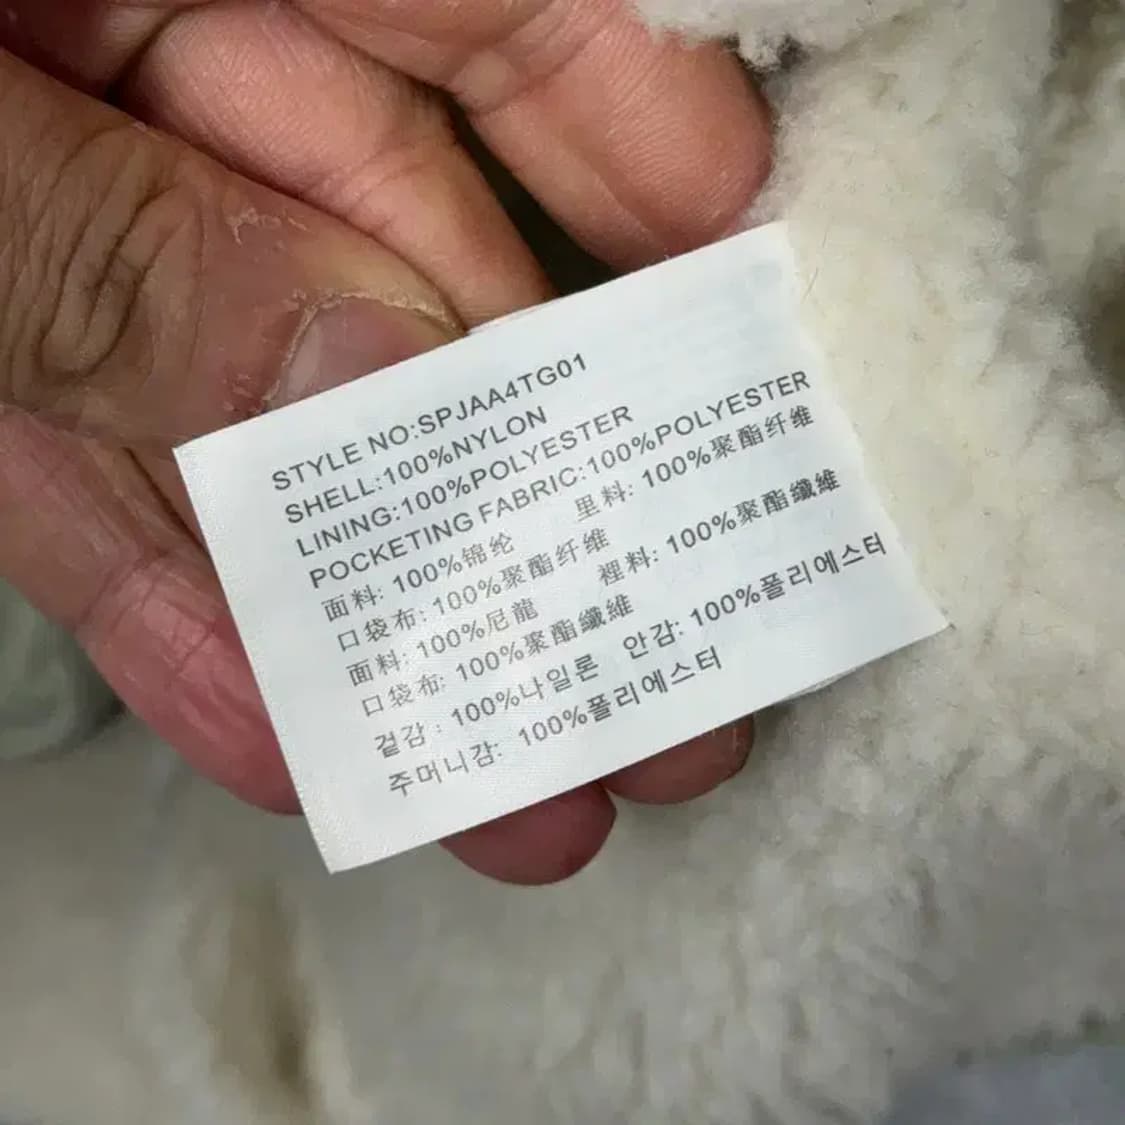 STYLE NO:SPJAA4TG01
SHELL:100%NYLON
LINING:100%POLYESTER
POCKETING FABRIC:100%POLYESTER
面料: 100%锦纶 里料: 100%聚酯纤维
口袋布: 100%聚酯纤维
面料: 100%尼龍 裡料: 100%聚酯纖維
口袋布: 100%聚酯纖維
겉감 : 100%나일론 안감: 100%폴리에스터
주머니감: 100%폴리에스터